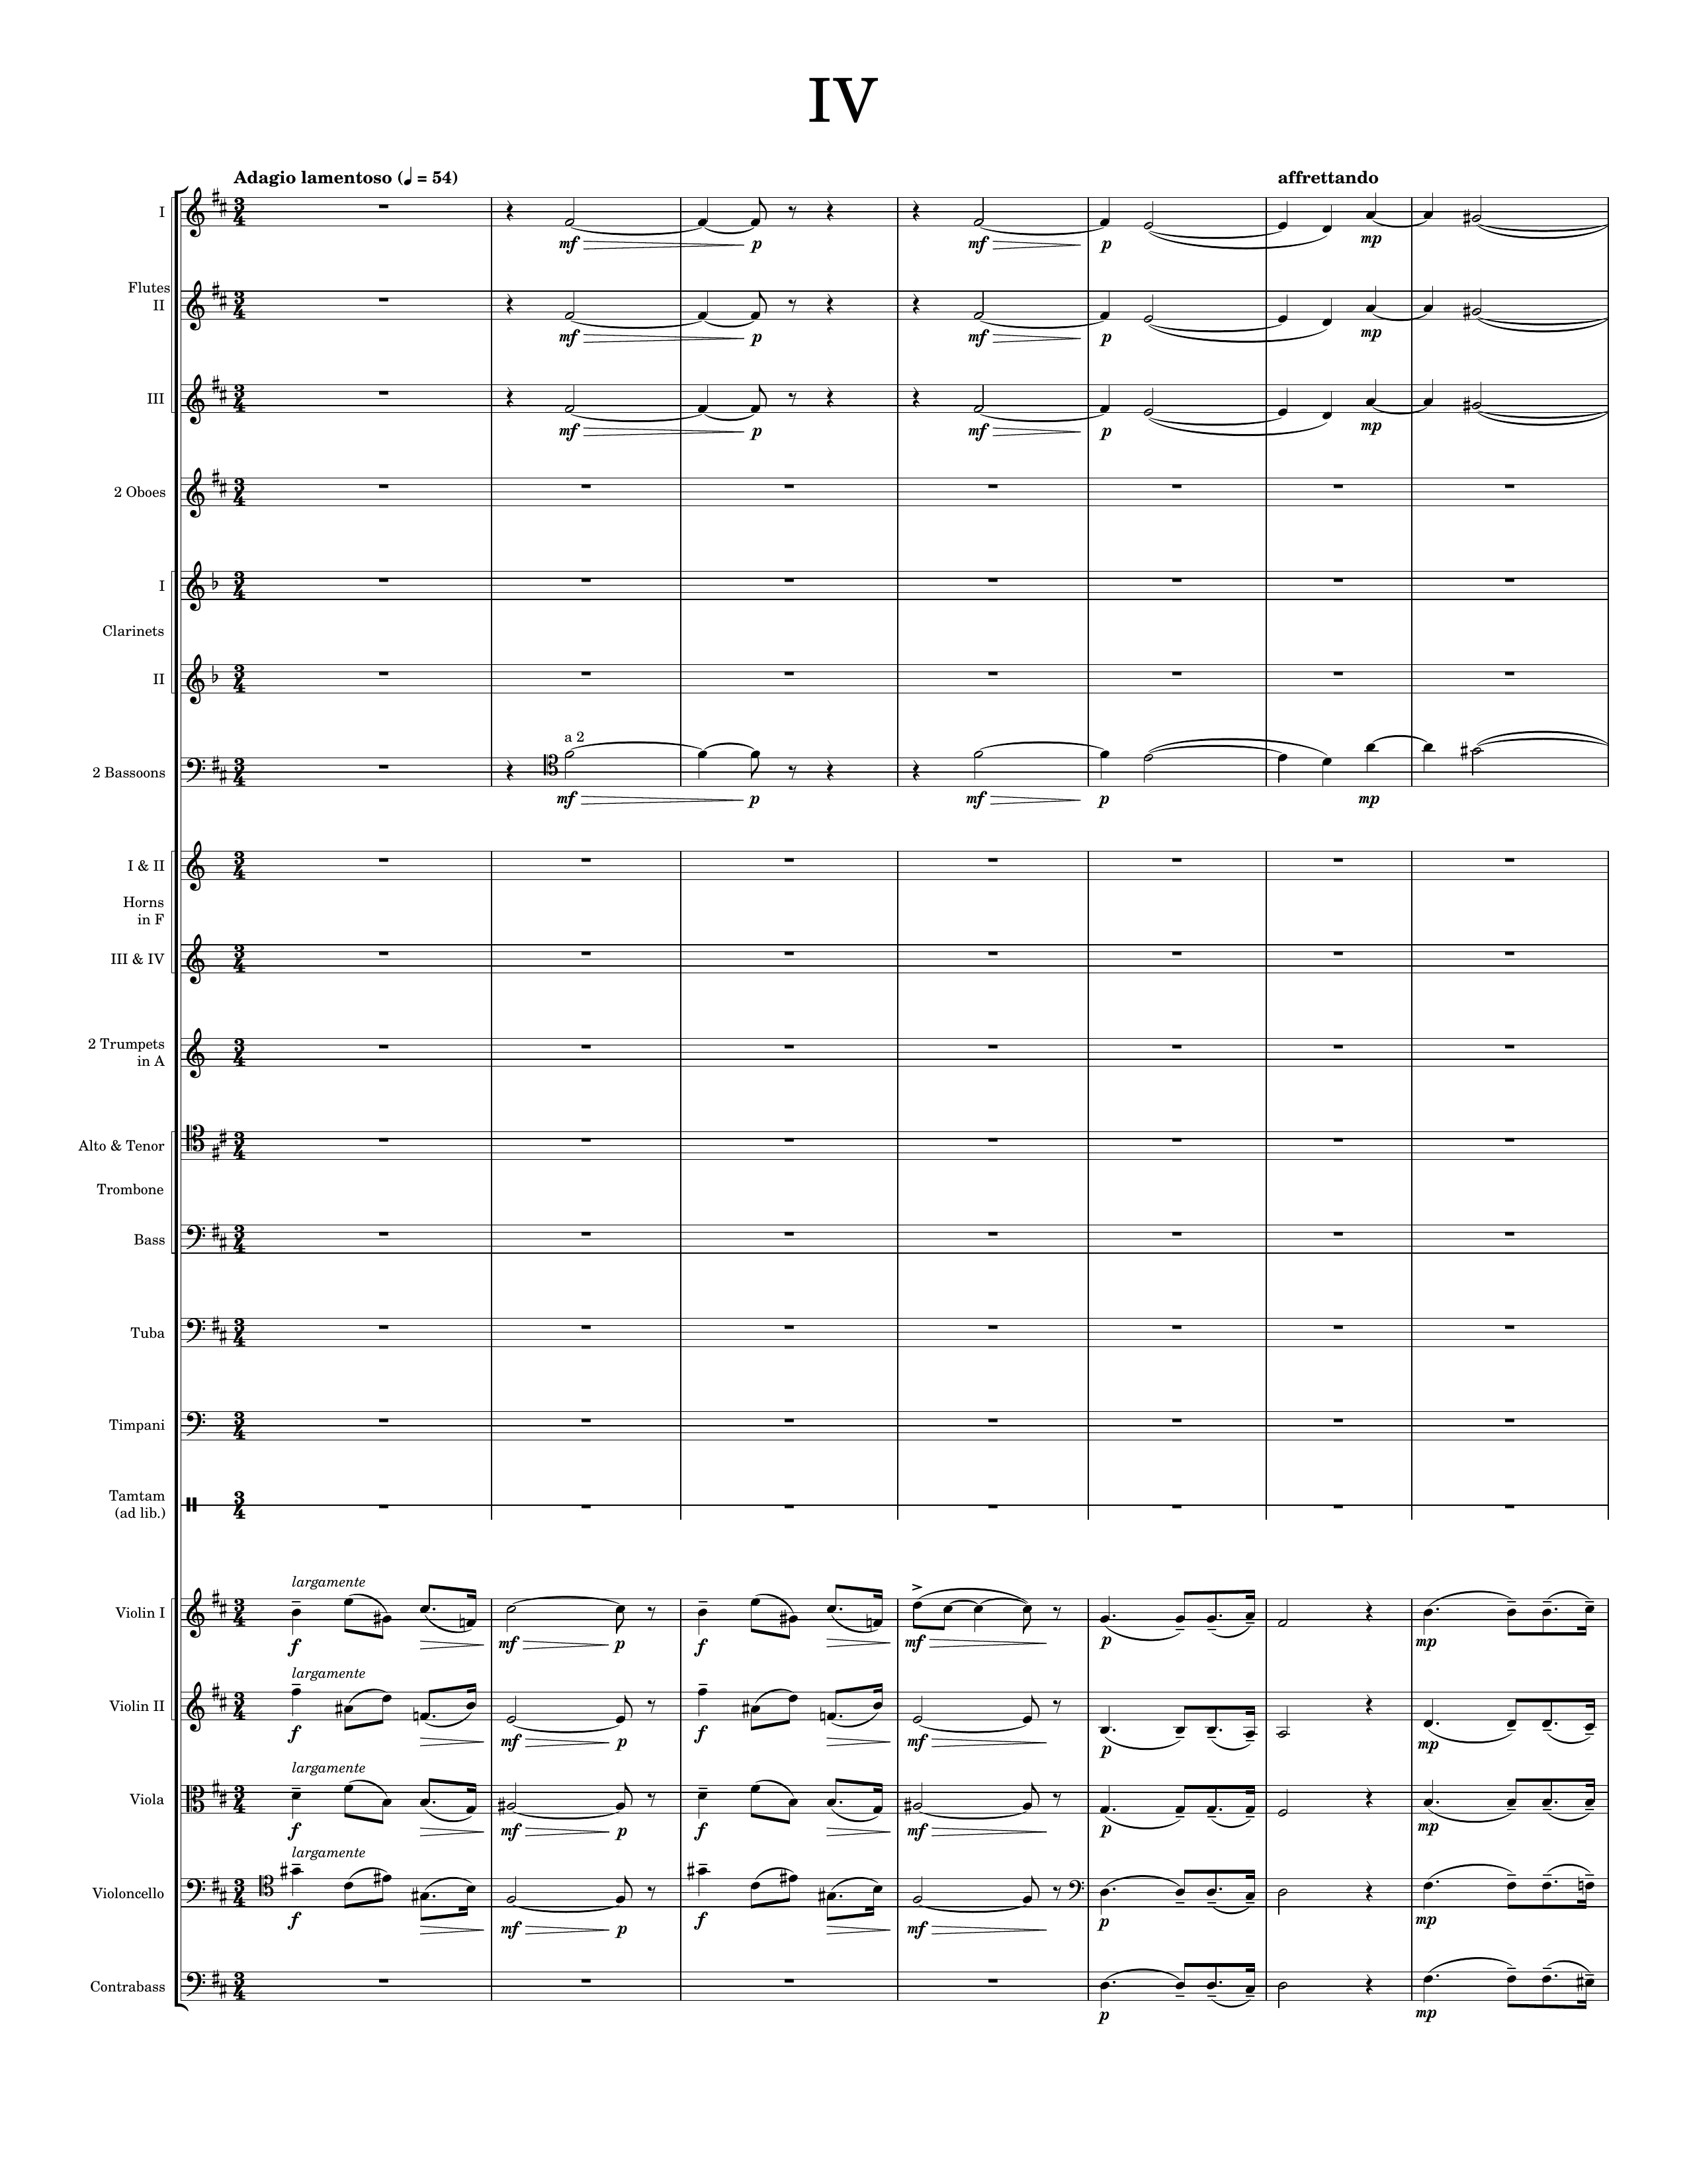 IV
Adagio lamentoso (♩ = 54)
affrettando
I
Flutes
II
III
2 Oboes
I
Clarinets
II
a 2
2 Bassoons
I & II
Horns
in F
III & IV
2 Trumpets
in A
Alto & Tenor
Trombone
Bass
Tuba
Timpani
Tamtam
(ad lib.)
largamente
Violin I
largamente
Violin II
largamente
Viola
largamente
Violoncello
Contrabass